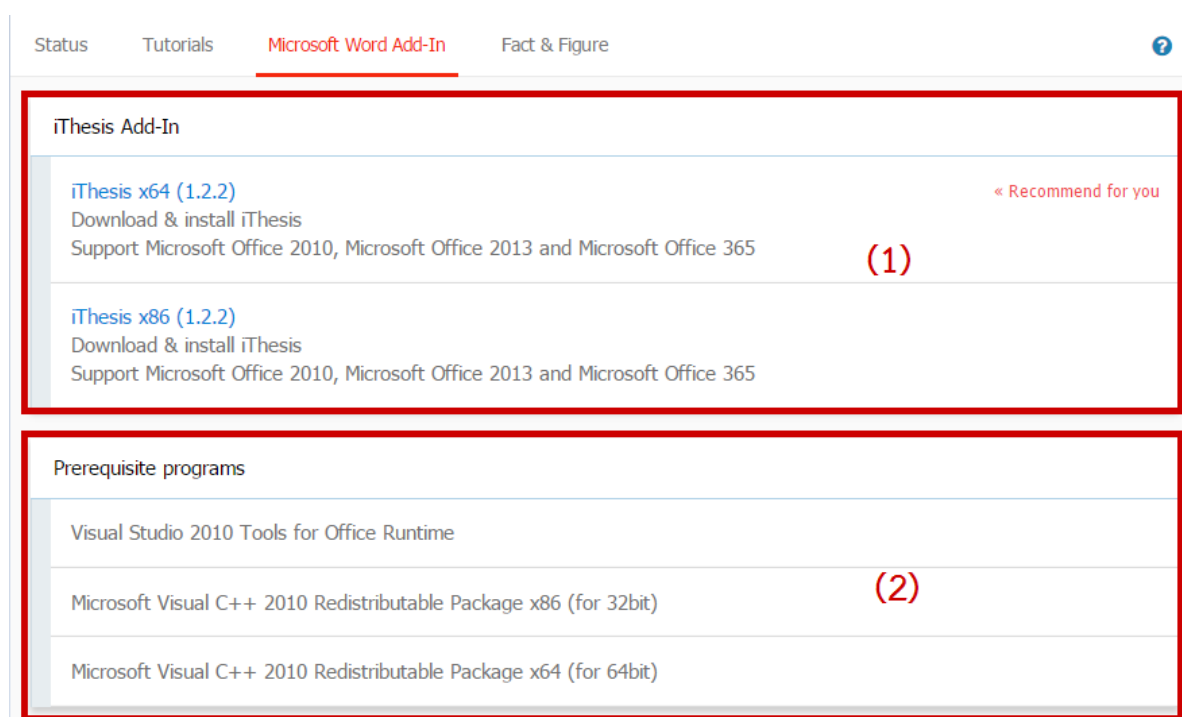 Status Tutorials Microsoft Word Add-In Fact & Figure ?
iThesis Add-In
iThesis x64 (1.2.2) « Recommend for you
Download & install iThesis
Support Microsoft Office 2010, Microsoft Office 2013 and Microsoft Office 365
(1)
iThesis x86 (1.2.2)
Download & install iThesis
Support Microsoft Office 2010, Microsoft Office 2013 and Microsoft Office 365
Prerequisite programs
Visual Studio 2010 Tools for Office Runtime
(2)
Microsoft Visual C++ 2010 Redistributable Package x86 (for 32bit)
Microsoft Visual C++ 2010 Redistributable Package x64 (for 64bit)